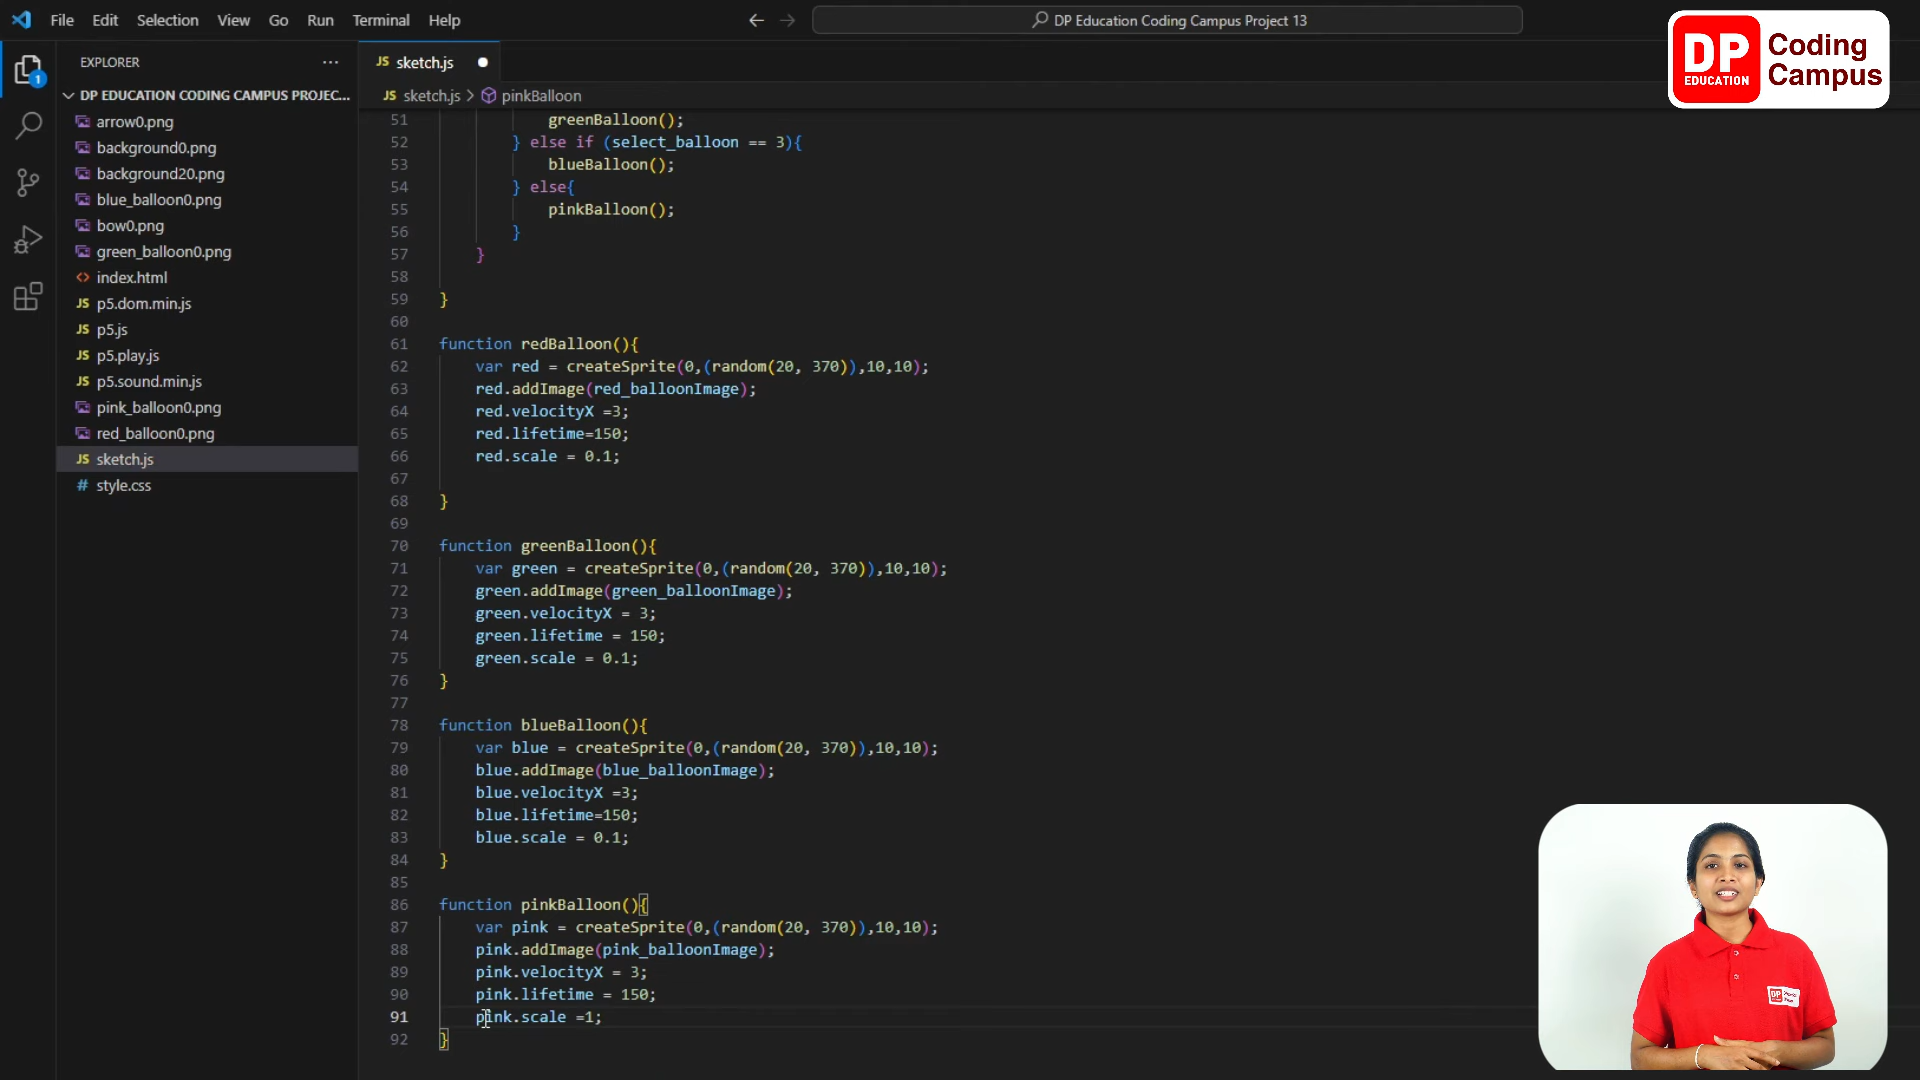 File Edit Selection View Go Run Terminal Help
DP Education Coding Campus Project 13
DP EDUCATION Coding Campus
EXPLORER
DP EDUCATION CODING CAMPUS PROJEC...
arrow0.png
background0.png
background20.png
blue_balloon0.png
bow0.png
green_balloon0.png
index.html
JS p5.dom.min.js
JS p5.js
JS p5.play.js
JS p5.sound.min.js
pink_balloon0.png
red_balloon0.png
JS sketch.js
# style.css
1
JS sketch.js
JS sketch.js > pinkBalloon
51 greenBalloon();
52 } else if (select_balloon == 3){
53 blueBalloon();
54 } else{
55 pinkBalloon();
56 }
57 }
58
59 }
60
61 function redBalloon(){
62 var red = createSprite(0,(random(20, 370)),10,10);
63 red.addImage(red_balloonImage);
64 red.velocityX =3;
65 red.lifetime=150;
66 red.scale = 0.1;
67
68 }
69
70 function greenBalloon(){
71 var green = createSprite(0,(random(20, 370)),10,10);
72 green.addImage(green_balloonImage);
73 green.velocityX = 3;
74 green.lifetime = 150;
75 green.scale = 0.1;
76 }
77
78 function blueBalloon(){
79 var blue = createSprite(0,(random(20, 370)),10,10);
80 blue.addImage(blue_balloonImage);
81 blue.velocityX =3;
82 blue.lifetime=150;
83 blue.scale = 0.1;
84 }
85
86 function pinkBalloon(){
87 var pink = createSprite(0,(random(20, 370)),10,10);
88 pink.addImage(pink_balloonImage);
89 pink.velocityX = 3;
90 pink.lifetime = 150;
91 pink.scale =1;
92 }